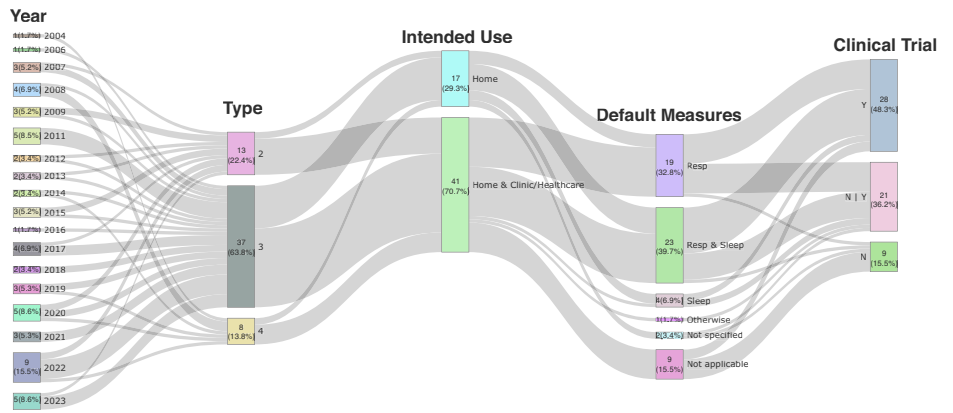 Year
1(1.7%) 2004
1(1.7%) 2006
3(5.2%) 2007
4(6.9%) 2008
3(5.2%) 2009
5(8.5%) 2011
2(3.4%) 2012
2(3.4%) 2013
2(3.4%) 2014
3(5.2%) 2015
1(1.7%) 2016
4(6.9%) 2017
2(3.4%) 2018
3(5.3%) 2019
5(8.6%) 2020
3(5.3%) 2021
9
(15.5%) 2022
5(8.6%) 2023
Type
13
(22.4%) 2
37
(63.8%) 3
8
(13.8%) 4
Intended Use
17
(29.3%) Home
41
(70.7%) Home & Clinic/Healthcare
Default Measures
19
(32.8%) Resp
23
(39.7%) Resp & Sleep
4(6.9%) Sleep
1(1.7%) Otherwise
2(3.4%) Not specified
9
(15.5%) Not applicable
Clinical Trial
Y 28
(48.3%)
N | Y 21
(36.2%)
N 9
(15.5%)